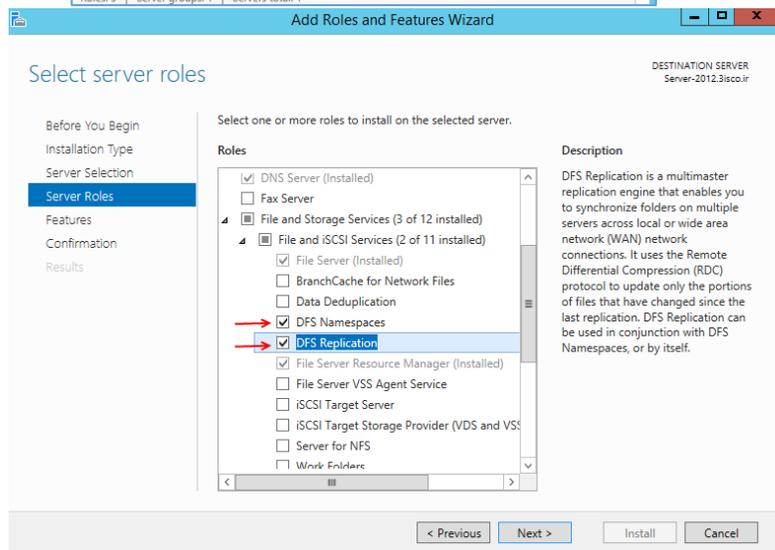 Add Roles and Features Wizard
Select server roles
DESTINATION SERVER
Server-2012.3isco.ir
Before You Begin
Installation Type
Server Selection
Server Roles
Features
Confirmation
Results
Select one or more roles to install on the selected server.
Roles
DNS Server (Installed)
Fax Server
File and Storage Services (3 of 12 installed)
File and iSCSI Services (2 of 11 installed)
File Server (Installed)
BranchCache for Network Files
Data Deduplication
DFS Namespaces
DFS Replication
File Server Resource Manager (Installed)
File Server VSS Agent Service
iSCSI Target Server
iSCSI Target Storage Provider (VDS and VSS
Server for NFS
Work Folders
Description
DFS Replication is a multimaster
replication engine that enables you
to synchronize folders on multiple
servers across local or wide area
network (WAN) network
connections. It uses the Remote
Differential Compression (RDC)
protocol to update only the portions
of files that have changed since the
last replication. DFS Replication can
be used in conjunction with DFS
Namespaces, or by itself.
< Previous
Next >
Install
Cancel